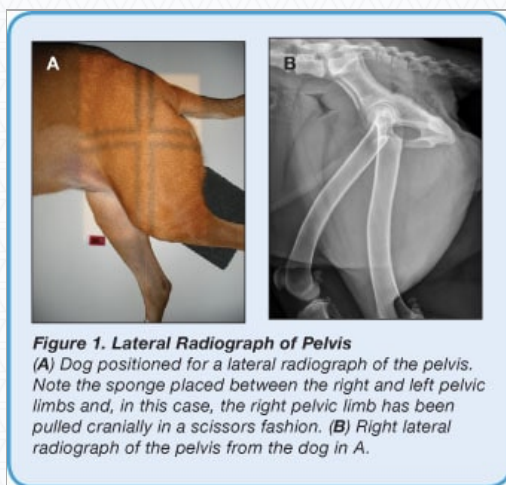 A
B
Figure 1. Lateral Radiograph of Pelvis
(A) Dog positioned for a lateral radiograph of the pelvis.
Note the sponge placed between the right and left pelvic
limbs and, in this case, the right pelvic limb has been
pulled cranially in a scissors fashion. (B) Right lateral
radiograph of the pelvis from the dog in A.